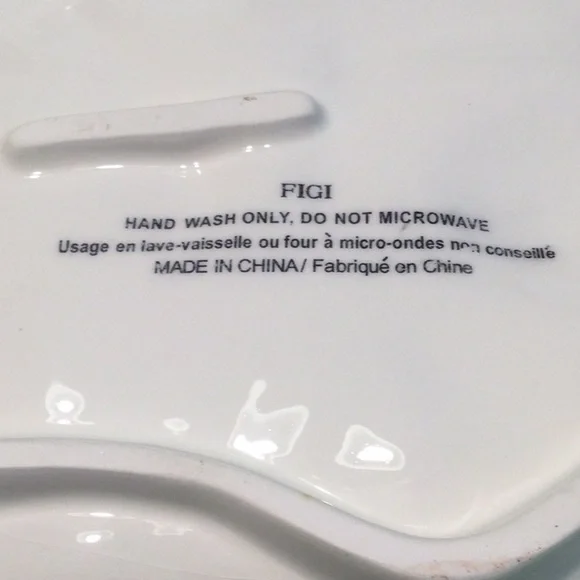 FIGI
HAND WASH ONLY, DO NOT MICROWAVE
Usage en lave-vaisselle ou four à micro-ondes non conseillé
MADE IN CHINA/ Fabriqué en Chine